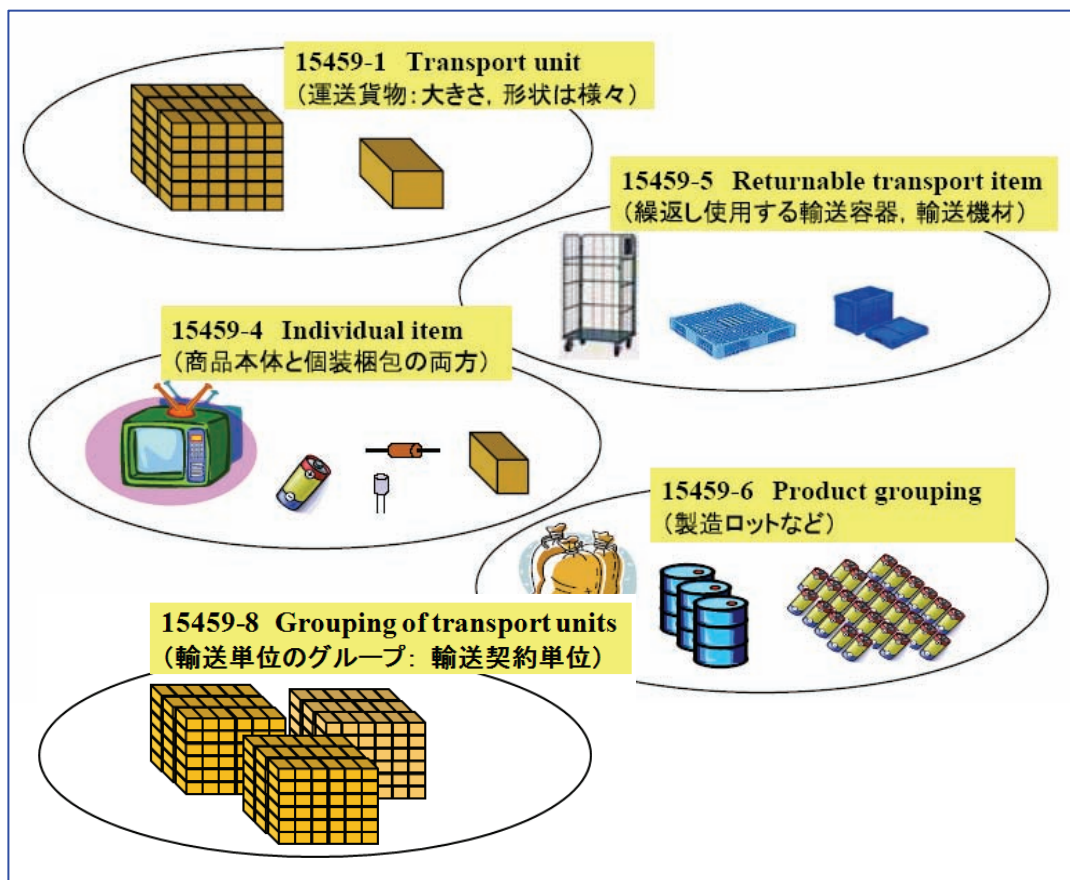 15459-1 Transport unit
（運送貨物：大きさ，形状は様々）
15459-5 Returnable transport item
（繰返し使用する輸送容器，輸送機材）
15459-4 Individual item
（商品本体と個装梱包の両方）
15459-6 Product grouping
（製造ロットなど）
15459-8 Grouping of transport units
（輸送単位のグループ： 輸送契約単位）